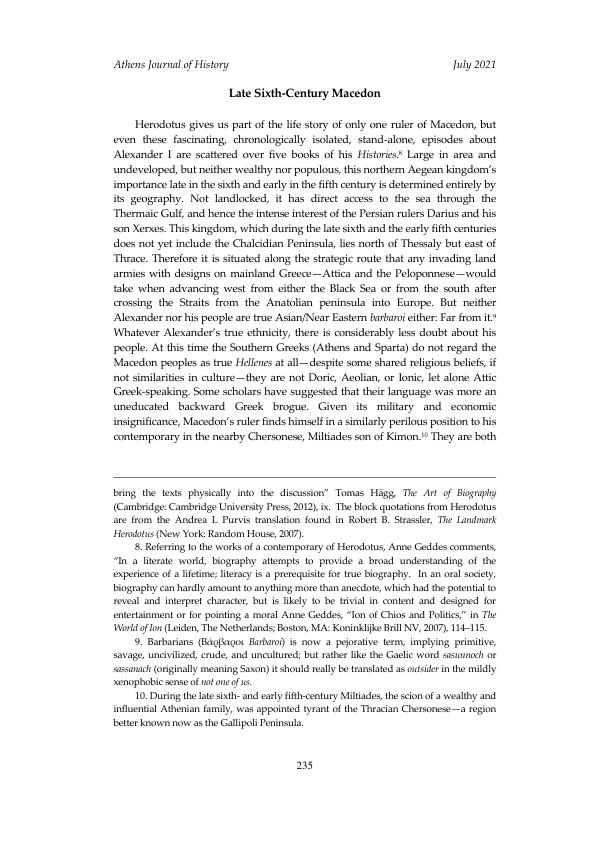 Athens Journal of History July 2021
Late Sixth-Century Macedon
Herodotus gives us part of the life story of only one ruler of Macedon, but
even these fascinating, chronologically isolated, stand-alone, episodes about
Alexander I are scattered over five books of his Histories.⁸ Large in area and
undeveloped, but neither wealthy nor populous, this northern Aegean kingdom’s
importance late in the sixth and early in the fifth century is determined entirely by
its geography. Not landlocked, it has direct access to the sea through the
Thermaic Gulf, and hence the intense interest of the Persian rulers Darius and his
son Xerxes. This kingdom, which during the late sixth and the early fifth centuries
does not yet include the Chalcidian Peninsula, lies north of Thessaly but east of
Thrace. Therefore it is situated along the strategic route that any invading land
armies with designs on mainland Greece—Attica and the Peloponnese—would
take when advancing west from either the Black Sea or from the south after
crossing the Straits from the Anatolian peninsula into Europe. But neither
Alexander nor his people are true Asian/Near Eastern barbaroi either: Far from it.⁹
Whatever Alexander’s true ethnicity, there is considerably less doubt about his
people. At this time the Southern Greeks (Athens and Sparta) do not regard the
Macedon peoples as true Hellenes at all—despite some shared religious beliefs, if
not similarities in culture—they are not Doric, Aeolian, or Ionic, let alone Attic
Greek-speaking. Some scholars have suggested that their language was more an
uneducated backward Greek brogue. Given its military and economic
insignificance, Macedon’s ruler finds himself in a similarly perilous position to his
contemporary in the nearby Chersonese, Miltiades son of Kimon.¹⁰ They are both
bring the texts physically into the discussion” Tomas Hägg, The Art of Biography
(Cambridge: Cambridge University Press, 2012), ix. The block quotations from Herodotus
are from the Andrea L Purvis translation found in Robert B. Strassler, The Landmark
Herodotus (New York: Random House, 2007).
8. Referring to the works of a contemporary of Herodotus, Anne Geddes comments,
“In a literate world, biography attempts to provide a broad understanding of the
experience of a lifetime; literacy is a prerequisite for true biography. In an oral society,
biography can hardly amount to anything more than anecdote, which had the potential to
reveal and interpret character, but is likely to be trivial in content and designed for
entertainment or for pointing a moral Anne Geddes, “Ion of Chios and Politics,” in The
World of Ion (Leiden, The Netherlands; Boston, MA: Koninklijke Brill NV, 2007), 114–115.
9. Barbarians (Βάρβαροι Barbaroi) is now a pejorative term, implying primitive,
savage, uncivilized, crude, and uncultured; but rather like the Gaelic word sasunnoch or
sassanach (originally meaning Saxon) it should really be translated as outsider in the mildly
xenophobic sense of not one of us.
10. During the late sixth- and early fifth-century Miltiades, the scion of a wealthy and
influential Athenian family, was appointed tyrant of the Thracian Chersonese—a region
better known now as the Gallipoli Peninsula.
235